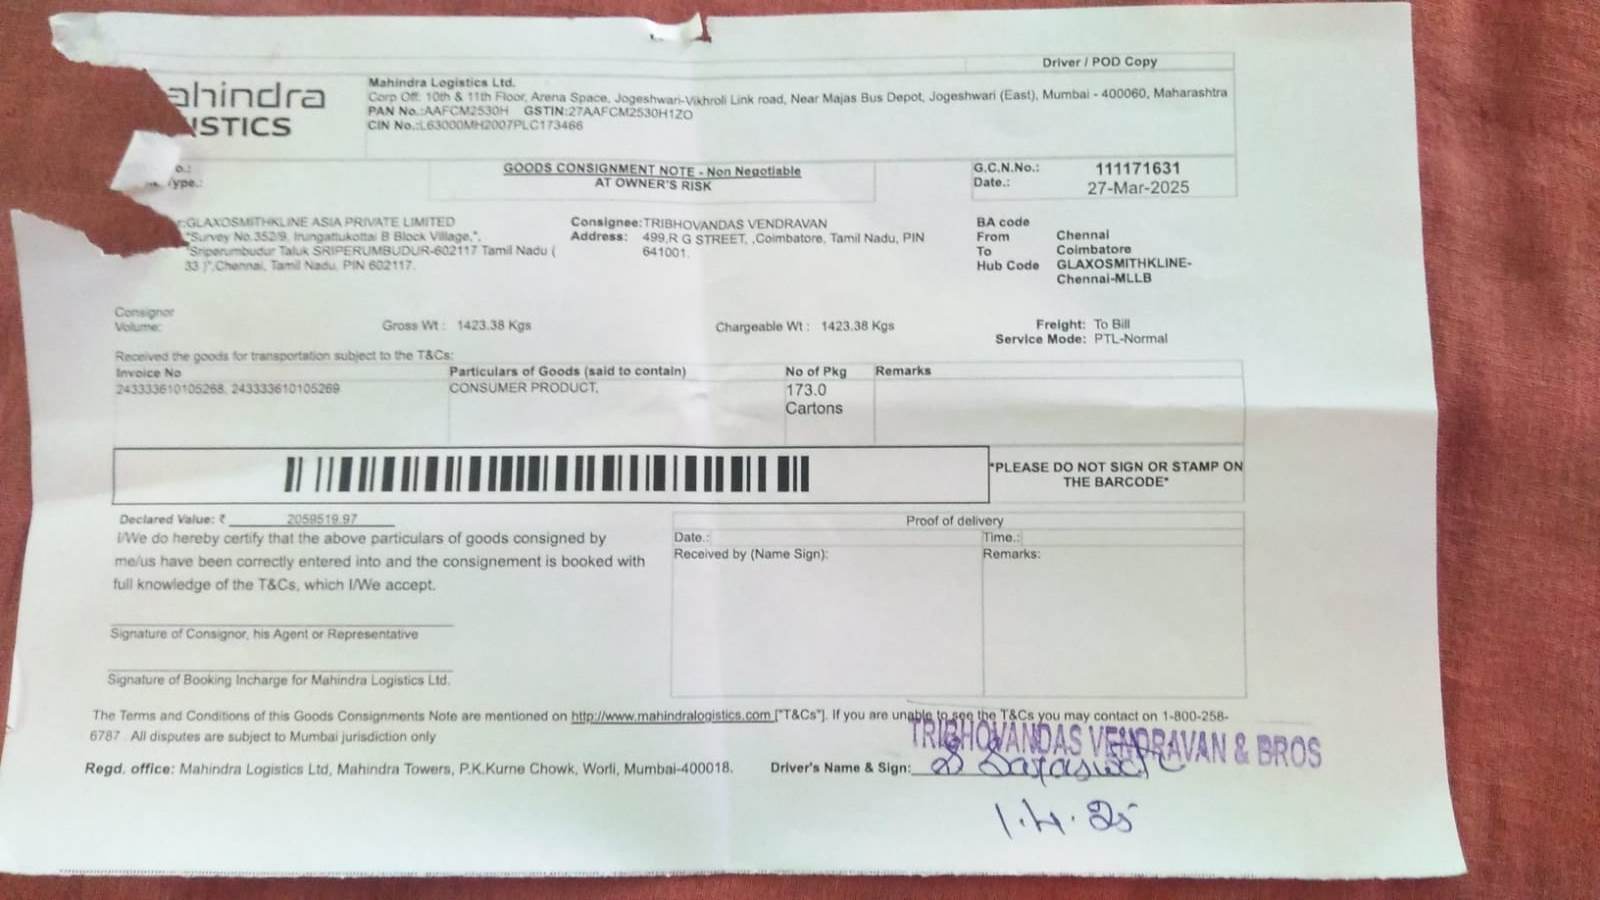 Driver / POD Copy
ahindra
ISTICS
Mahindra Logistics Ltd.
Corp Off: 10th & 11th Floor, Arena Space, Jogeshwari-Vikhroli Link road, Near Majas Bus Depot, Jogeshwari (East), Mumbai - 400060, Maharashtra
PAN No.:AAFCM2530H GSTIN:27AAFCM2530H1ZO
CIN No.:L63000MH2007PLC173466
o.:
Type.:
GOODS CONSIGNMENT NOTE - Non Negotiable
AT OWNER'S RISK
G.C.N.No.: 111171631
Date.: 27-Mar-2025
r:GLAXOSMITHKLINE ASIA PRIVATE LIMITED
"Survey No.352/9, Irungattukottai B Block Village,",
"Sriperumbudur Taluk SRIPERUMBUDUR-602117 Tamil Nadu (
33 )",Chennai, Tamil Nadu, PIN 602117.
Consignee:TRIBHOVANDAS VENDRAVAN
Address: 499,R G STREET, ,Coimbatore, Tamil Nadu, PIN
641001.
BA code
From Chennai
To Coimbatore
Hub Code GLAXOSMITHKLINE-
Chennai-MLLB
Consignor
Volume: Gross Wt : 1423.38 Kgs Chargeable Wt : 1423.38 Kgs
Freight: To Bill
Service Mode: PTL-Normal
Received the goods for transportation subject to the T&Cs:
Invoice No Particulars of Goods (said to contain) No of Pkg Remarks
243333610105268, 243333610105269 CONSUMER PRODUCT, 173.0
Cartons
*PLEASE DO NOT SIGN OR STAMP ON
THE BARCODE*
Declared Value: ₹ 2059519.97
I/We do hereby certify that the above particulars of goods consigned by
me/us have been correctly entered into and the consignement is booked with
full knowledge of the T&Cs, which I/We accept.
Proof of delivery
Date.: Time.:
Received by (Name Sign): Remarks:
Signature of Consignor, his Agent or Representative
Signature of Booking Incharge for Mahindra Logistics Ltd.
The Terms and Conditions of this Goods Consignments Note are mentioned on http://www.mahindralogistics.com ["T&Cs"]. If you are unable to see the T&Cs you may contact on 1-800-258-
6787 . All disputes are subject to Mumbai jurisdiction only
TRIBHOVANDAS VENDRAVAN & BROS
Regd. office: Mahindra Logistics Ltd, Mahindra Towers, P.K.Kurne Chowk, Worli, Mumbai-400018. Driver's Name & Sign:
1.4.25